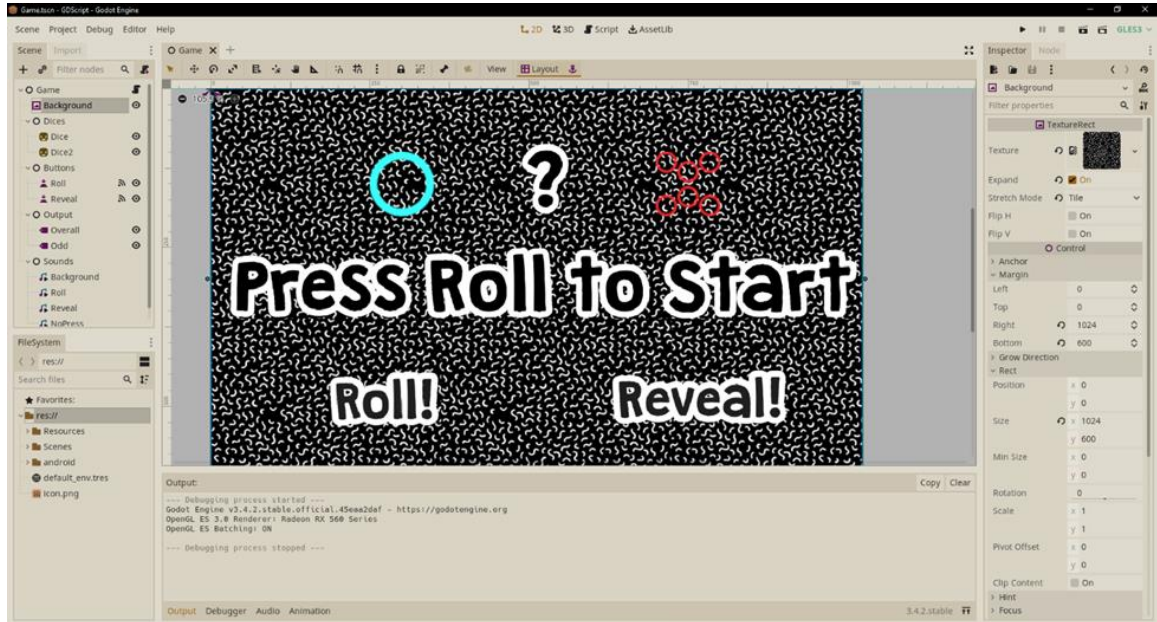 Game.tscn - GDScript - Godot Engine
Scene Project Debug Editor Help
2D 3D Script AssetLib
GLES3
Scene Import
Filter nodes
Game
Background
Dices
Dice
Dice2
Buttons
Roll
Reveal
Output
Overall
Odd
Sounds
Background
Roll
Reveal
NoPress
FileSystem
res://
Search files
Favorites:
res://
Resources
Scenes
android
default_env.tres
icon.png
Game
View Layout
?
Press Roll to Start
Roll! Reveal!
Output: Copy Clear
--- Debugging process started ---
Godot Engine v3.4.2.stable.official.45eaa2daf - https://godotengine.org
OpenGL ES 3.0 Renderer: Radeon RX 560 Series
OpenGL ES Batching: ON
--- Debugging process stopped ---
Output Debugger Audio Animation 3.4.2.stable
Inspector Node
Background
Filter properties
TextureRect
Texture
Expand On
Stretch Mode Tile
Flip H On
Flip V On
Control
Anchor
Margin
Left 0
Top 0
Right 1024
Bottom 600
Grow Direction
Rect
Position x 0
y 0
Size x 1024
y 600
Min Size x 0
y 0
Rotation 0
Scale x 1
y 1
Pivot Offset x 0
y 0
Clip Content On
Hint
Focus